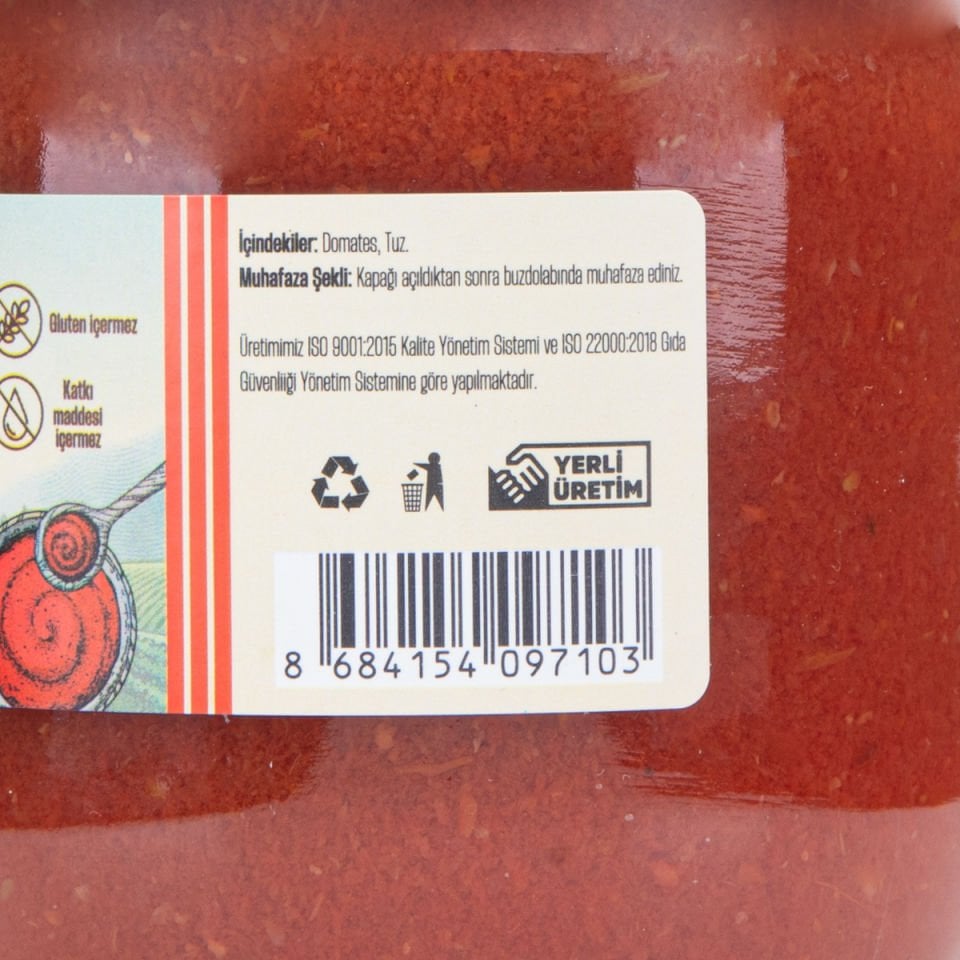 Gluten içermez
Katkı
maddesi
içermez
İçindekiler: Domates, Tuz.
Muhafaza Şekli: Kapağı açıldıktan sonra buzdolabında muhafaza ediniz.
Üretimimiz ISO 9001:2015 Kalite Yönetim Sistemi ve ISO 22000:2018 Gıda
Güvenliiği Yönetim Sistemine göre yapılmaktadır.
YERLİ
ÜRETİM
8 684154 097103